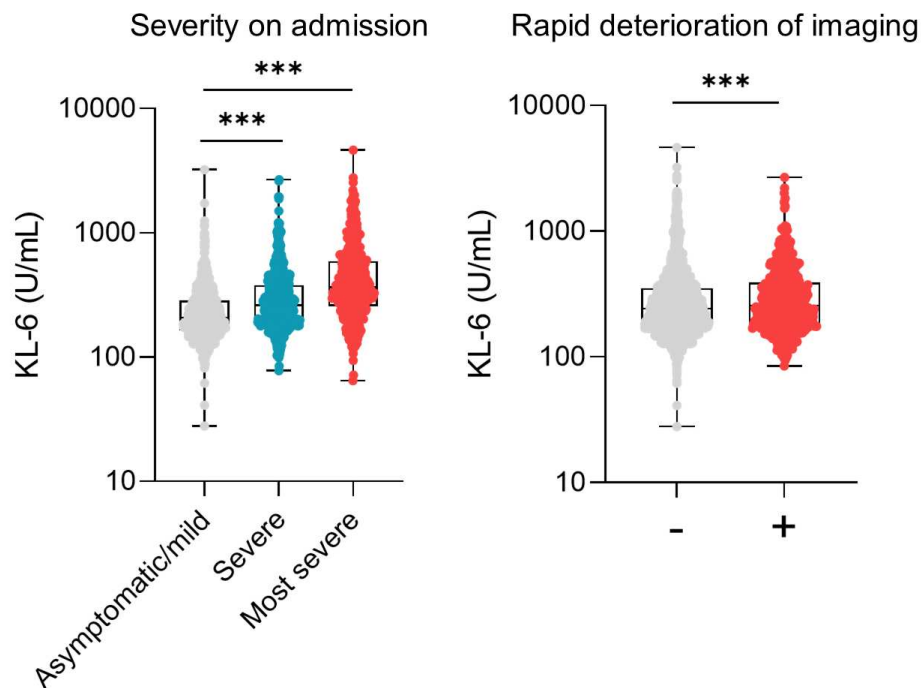 Severity on admission
***
***
10000
1000
100
10
KL-6 (U/mL)
Asymptomatic/mild
Severe
Most severe
Rapid deterioration of imaging
***
10000
1000
100
10
KL-6 (U/mL)
-
+